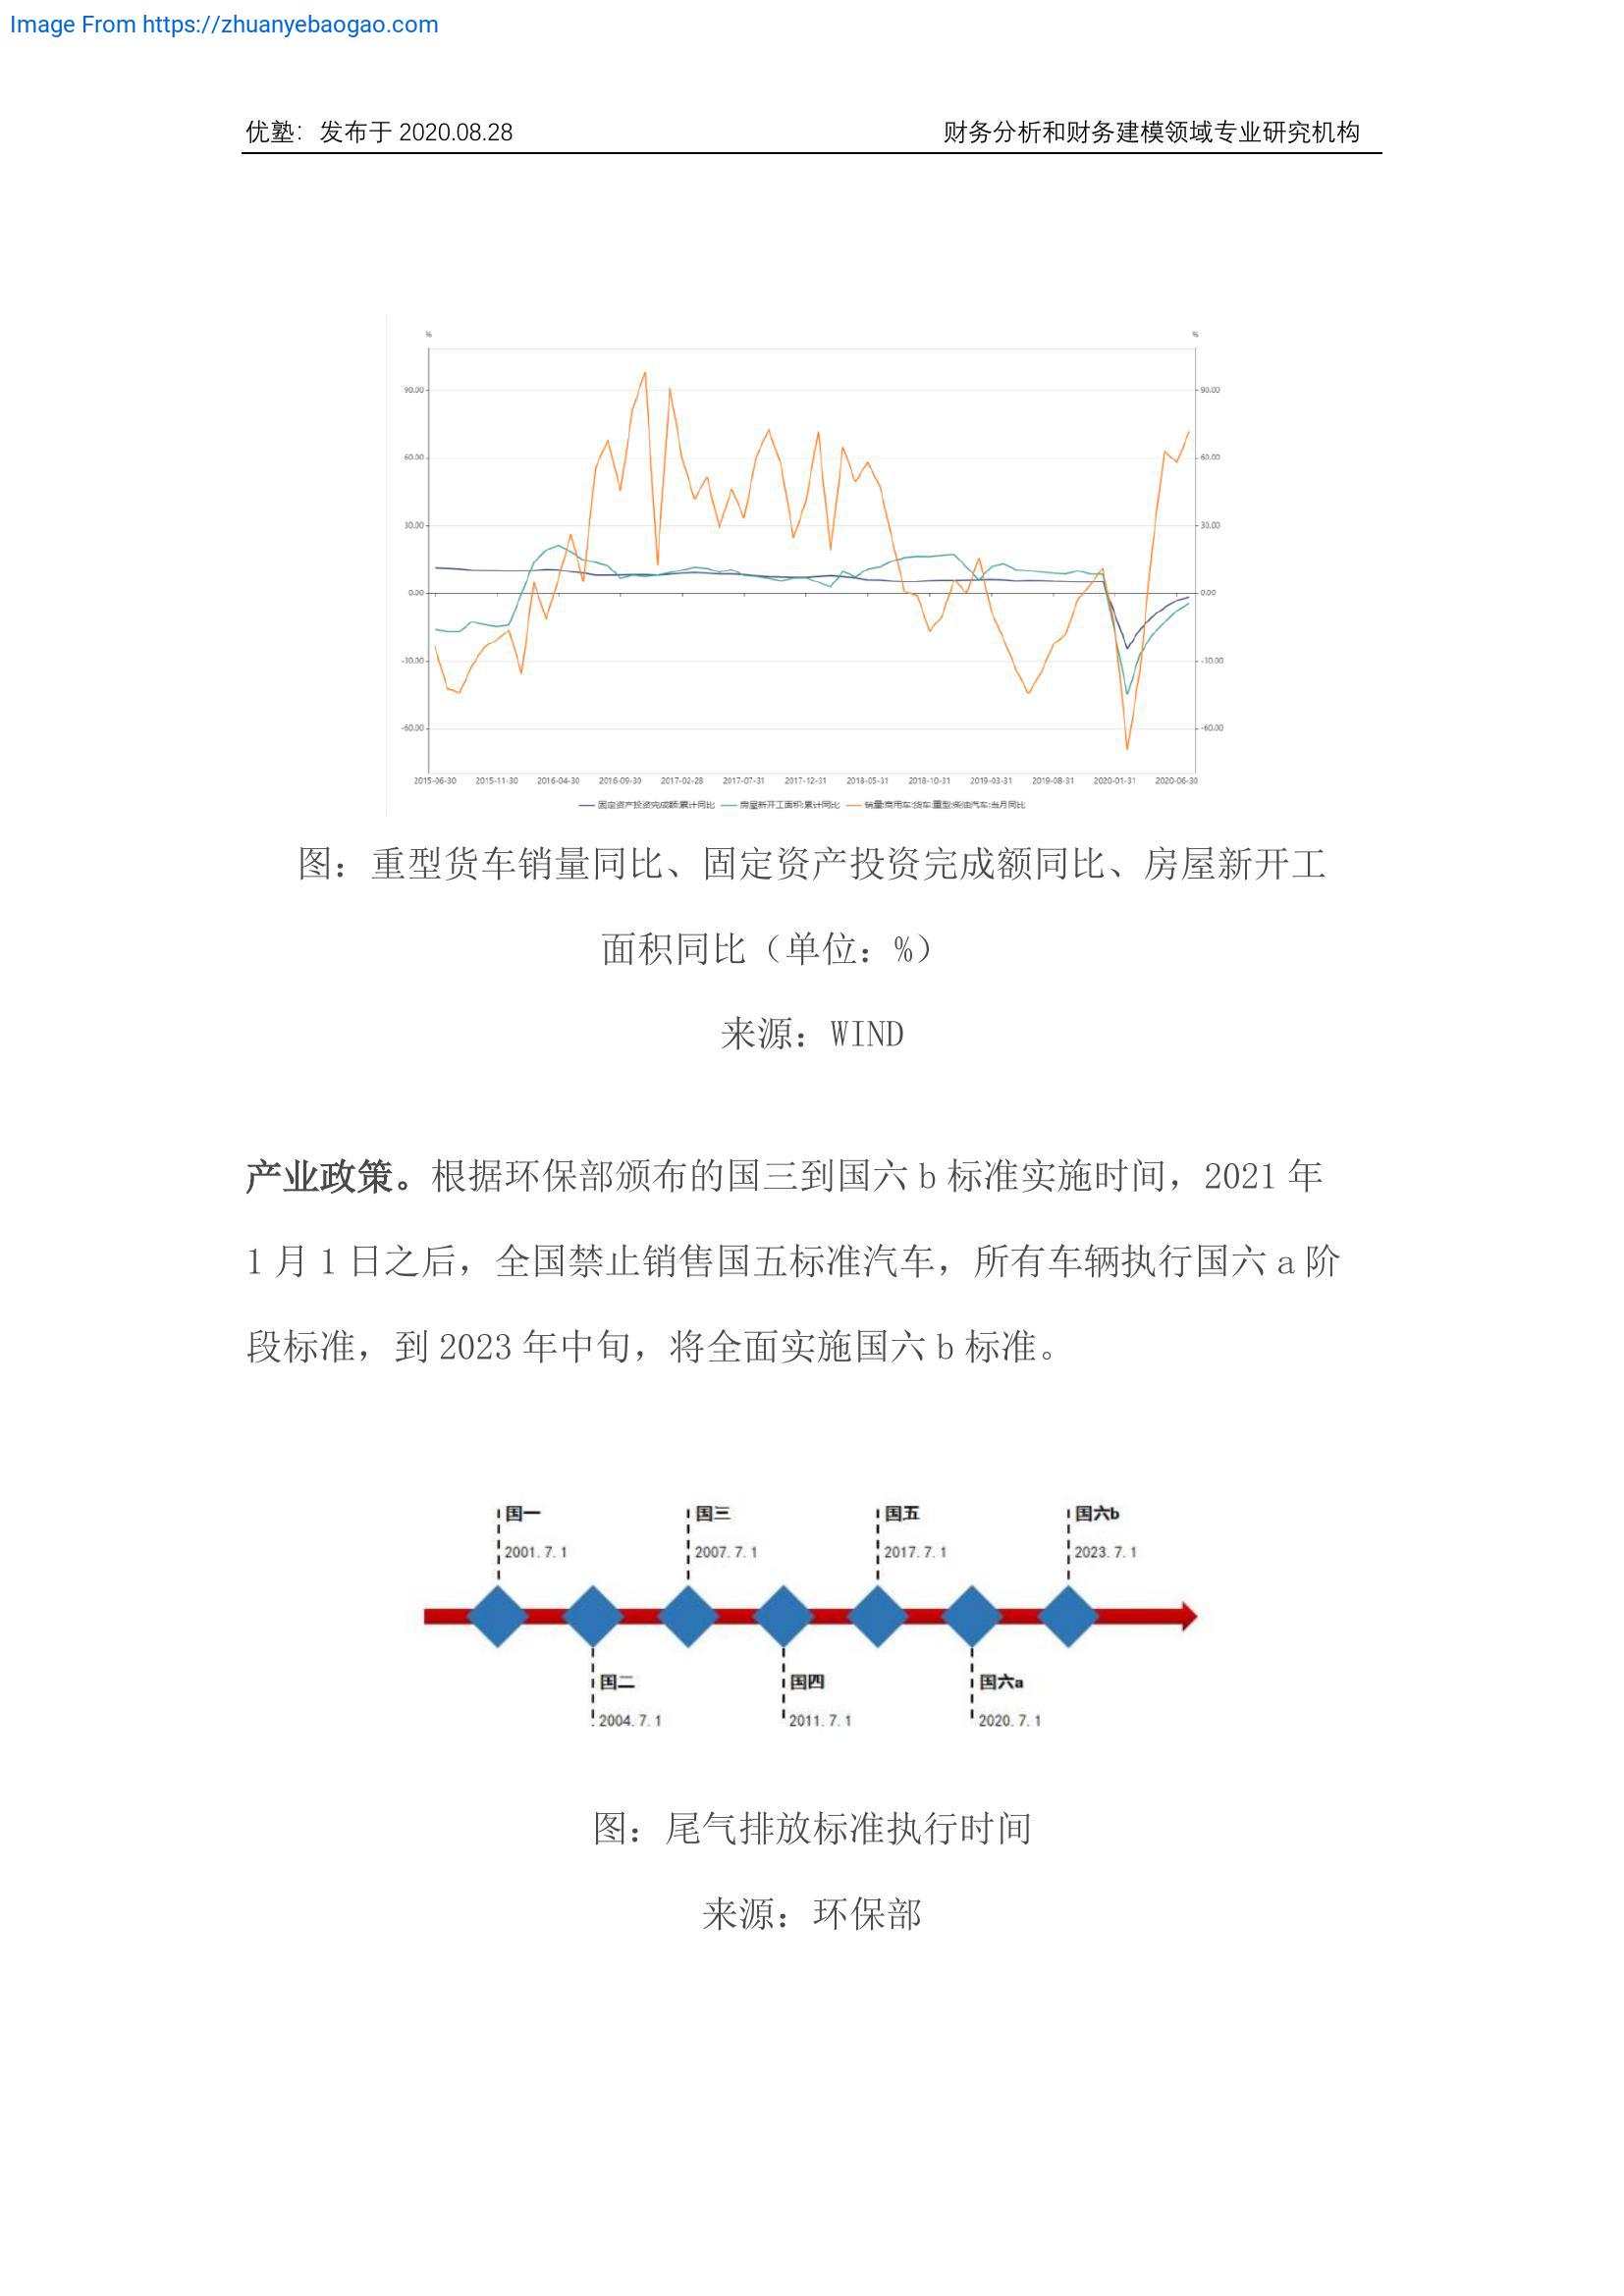 Image From https://zhuanyebaogao.com
优塾：发布于 2020.08.28 财务分析和财务建模领域专业研究机构
% %
90.00 90.00
60.00 60.00
30.00 30.00
0.00 0.00
-30.00 -30.00
-60.00 -60.00
2015-06-30 2015-11-30 2016-04-30 2016-09-30 2017-02-28 2017-07-31 2017-12-31 2018-05-31 2018-10-31 2019-03-31 2019-08-31 2020-01-31 2020-06-30
固定资产投资完成额:累计同比 房屋新开工面积:累计同比 销量:商用车:货车:重型:柴油汽车:当月同比
图：重型货车销量同比、固定资产投资完成额同比、房屋新开工
面积同比（单位：%）
来源：WIND
产业政策。根据环保部颁布的国三到国六 b 标准实施时间，2021 年
1 月 1 日之后，全国禁止销售国五标准汽车，所有车辆执行国六 a 阶
段标准，到 2023 年中旬，将全面实施国六 b 标准。
国一 国三 国五 国六b
2001.7.1 2007.7.1 2017.7.1 2023.7.1
国二 国四 国六a
2004.7.1 2011.7.1 2020.7.1
图：尾气排放标准执行时间
来源：环保部